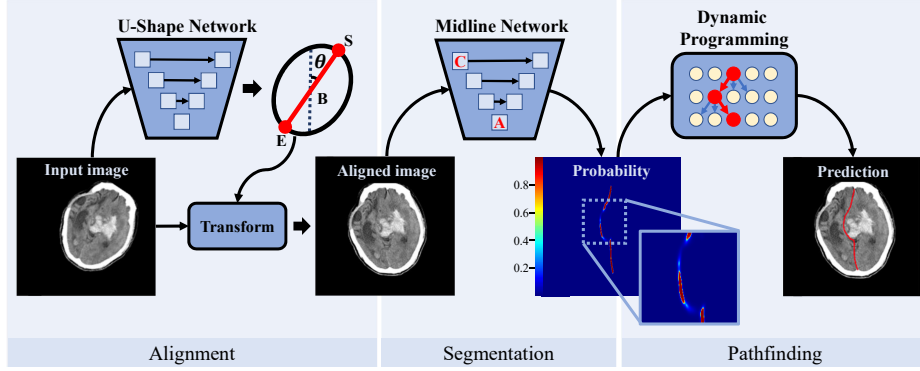 U-Shape Network
S
θ
B
E
Input image
Transform
Aligned image
Alignment
Midline Network
C
A
Probability
0.8
0.6
0.4
0.2
Segmentation
Dynamic
Programming
Prediction
Pathfinding